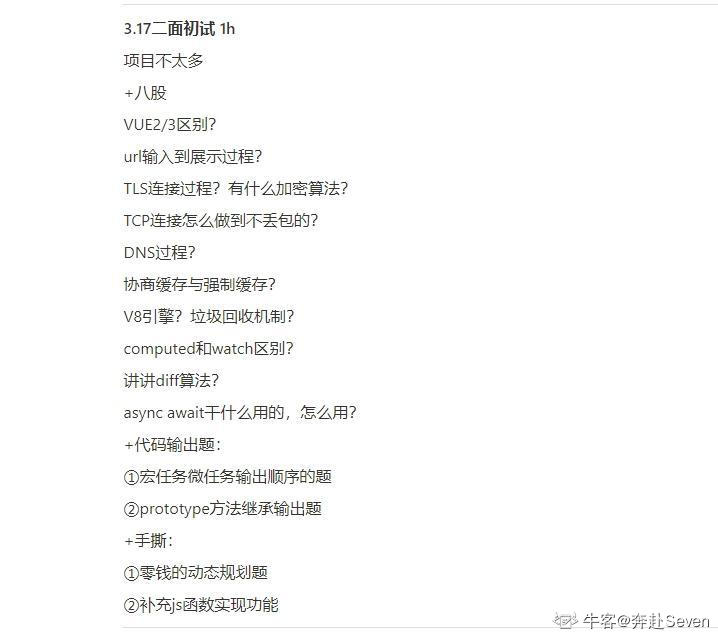 3.17二面初试 1h
项目不太多
+八股
VUE2/3区别?
url输入到展示过程?
TLS连接过程? 有什么加密算法?
TCP连接怎么做到不丢包的?
DNS过程?
协商缓存与强制缓存?
V8引擎? 垃圾回收机制?
computed和watch区别?
讲讲diff算法?
async await干什么用的，怎么用?
+代码输出题：
①宏任务微任务输出顺序的题
②prototype方法继承输出题
+手撕：
①零钱的动态规划题
②补充js函数实现功能
牛客@奔赴Seven